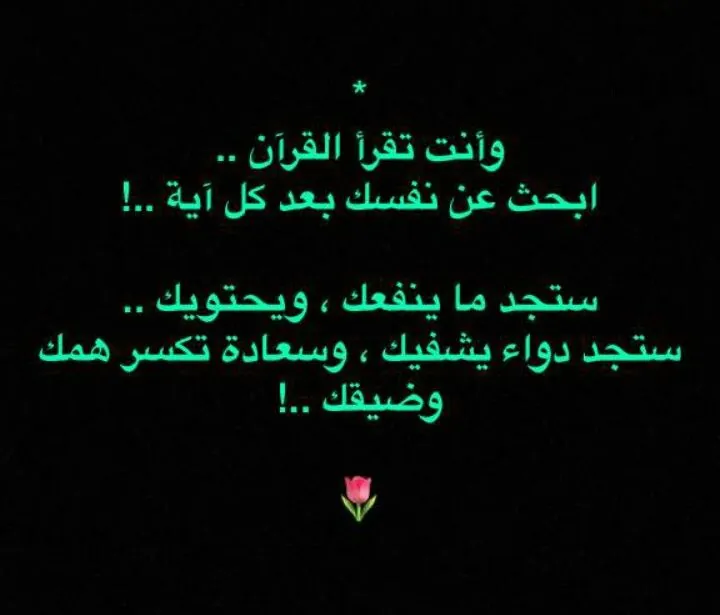 *
وأنت تقرأ القرآن ..
ابحث عن نفسك بعد كل آية ..!
ستجد ما ينفعك ، ويحتويك ..
ستجد دواء يشفيك ، وسعادة تكسر همك
وضيقك ..!
🌷